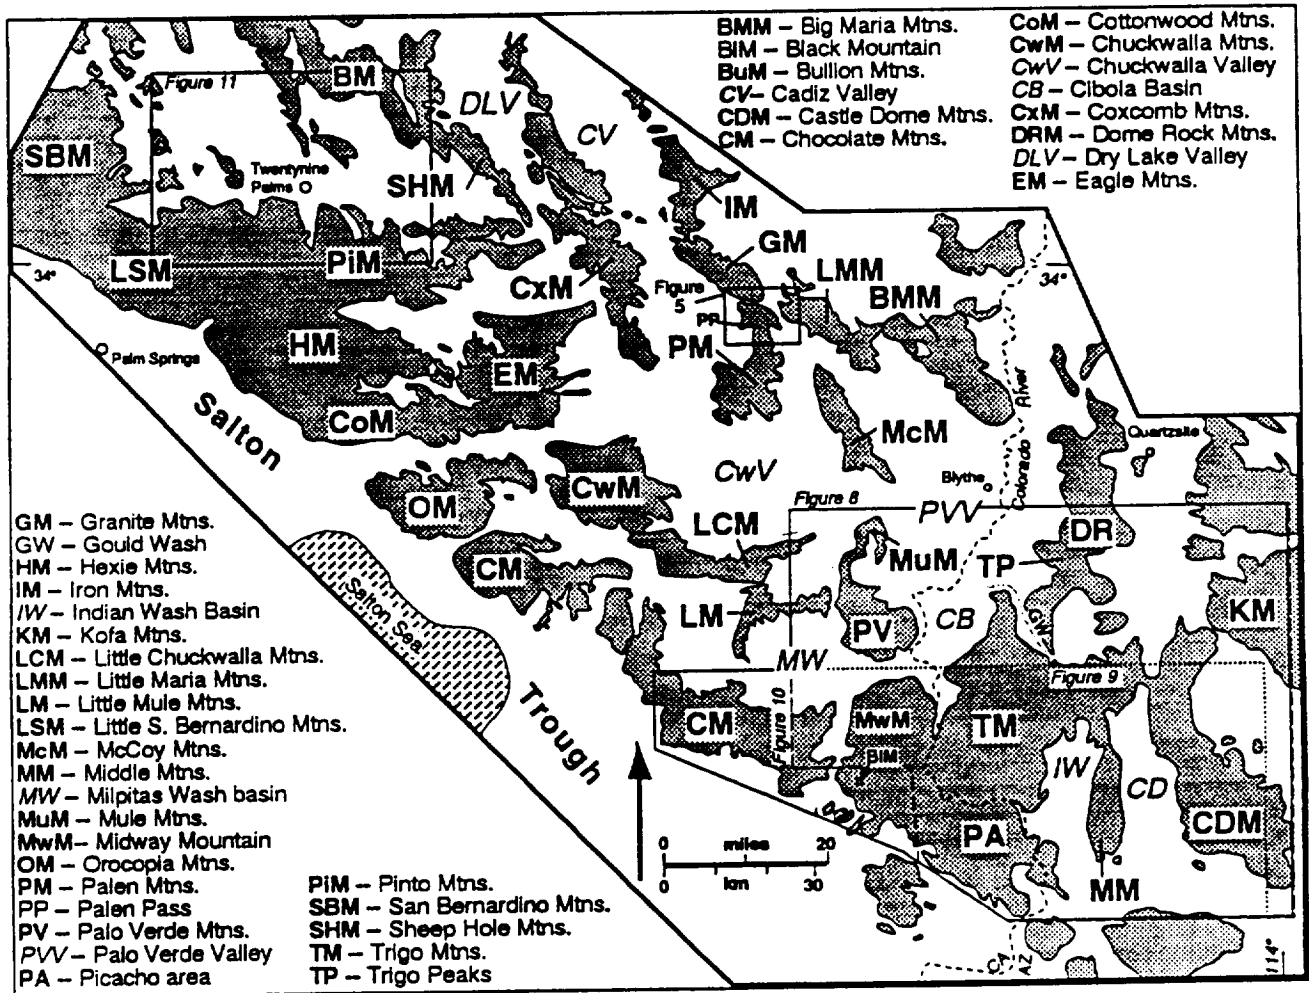 BMM – Big Maria Mtns.
BlM – Black Mountain
BuM – Bullion Mtns.
CV – Cadiz Valley
CDM – Castle Dome Mtns.
CM – Chocolate Mtns.
CoM – Cottonwood Mtns.
CwM – Chuckwalla Mtns.
CwV – Chuckwalla Valley
CB – Cibola Basin
CxM – Coxcomb Mtns.
DRM – Dome Rock Mtns.
DLV – Dry Lake Valley
EM – Eagle Mtns.
Figure 11
BM
DLV
CV
SBM
Twentynine
Palms
SHM
IM
GM
LSM
PiM
34°
CxM
Figure
5
LMM
BMM
34°
PP
HM
PM
Palm Springs
EM
CoM
Salton
McM
River
Colorado
Quartzsite
Blythe
CwV
CwM
OM
Figure 8
PVV
LCM
DR
MuM
TP
CM
Salton Sea
LM
PV
CB
GW
KM
MW
Figure 9
Trough
CM
Figure 10
MwM
BlM
TM
IW
CD
CDM
PA
MM
0 miles 20
0 km 30
CA
AZ
114°
GM – Granite Mtns.
GW – Gould Wash
HM – Hexie Mtns.
IM – Iron Mtns.
IW – Indian Wash Basin
KM – Kofa Mtns.
LCM – Little Chuckwalla Mtns.
LMM – Little Maria Mtns.
LM – Little Mule Mtns.
LSM – Little S. Bernardino Mtns.
McM – McCoy Mtns.
MM – Middle Mtns.
MW – Milpitas Wash basin
MuM – Mule Mtns.
MwM – Midway Mountain
OM – Orocopia Mtns.
PM – Palen Mtns.
PP – Palen Pass
PV – Palo Verde Mtns.
PVV – Palo Verde Valley
PA – Picacho area
PiM – Pinto Mtns.
SBM – San Bernardino Mtns.
SHM – Sheep Hole Mtns.
TM – Trigo Mtns.
TP – Trigo Peaks